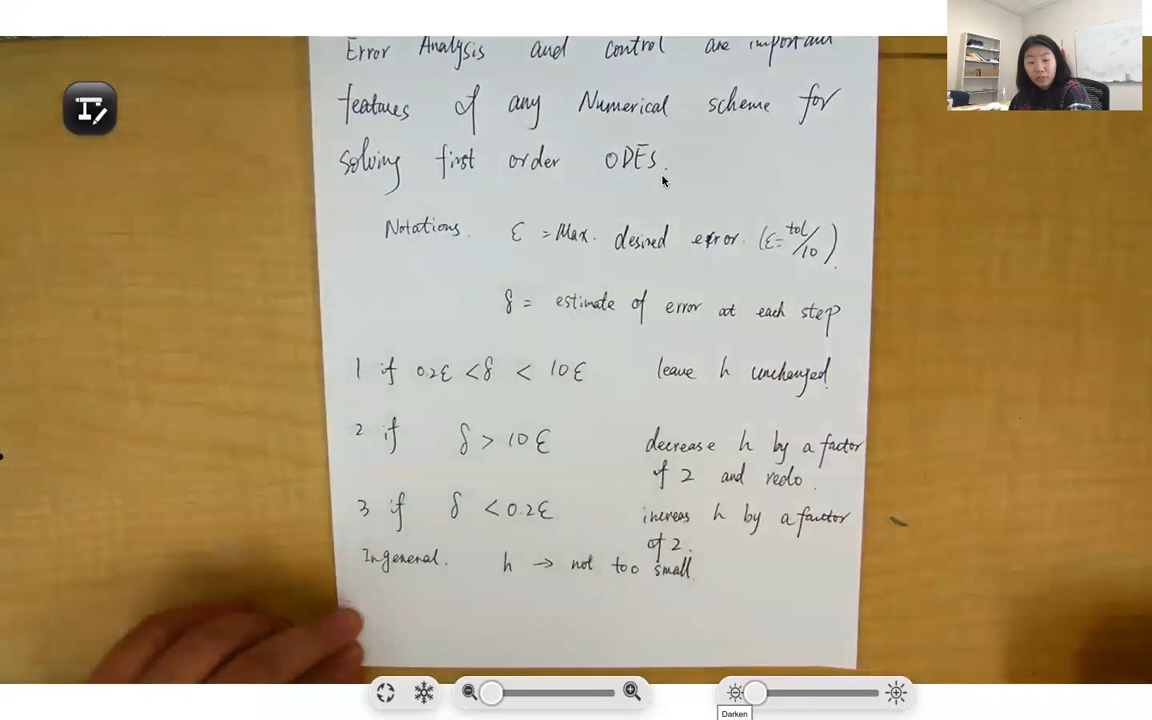 Error Analysis and control are important
features of any Numerical scheme for
solving first order ODEs.
Notations. ε = Max. desired error. (ε = tol/10)
δ = estimate of error at each step
1 if 0.2ε < δ < 10ε leave h unchanged
2 if δ > 10ε decrease h by a factor
of 2 and redo.
3 if δ < 0.2ε increas h by a factor
of 2.
In general. h → not too small.
Darken